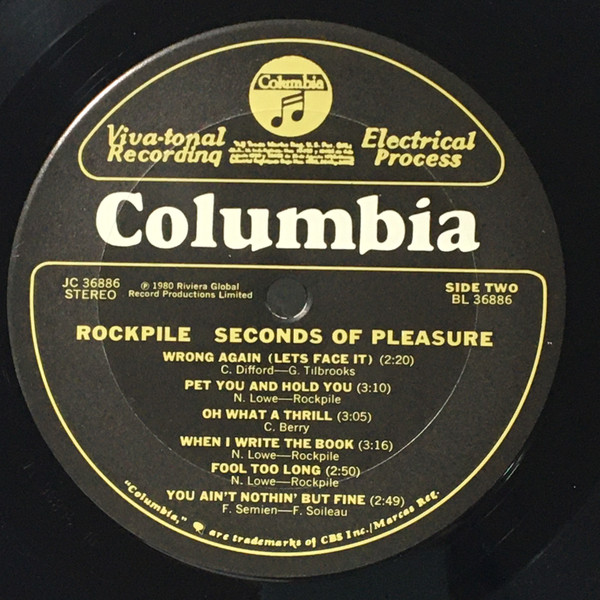 Columbia
Viva-tonal
Recording
Electrical
Process
Columbia
JC 36886
STEREO
℗ 1980 Riviera Global
Record Productions Limited
SIDE TWO
BL 36886
ROCKPILE SECONDS OF PLEASURE
WRONG AGAIN (LETS FACE IT) (2:20)
C. Difford—G. Tilbrooks
PET YOU AND HOLD YOU (3:10)
N. Lowe—Rockpile
OH WHAT A THRILL (3:05)
C. Berry
WHEN I WRITE THE BOOK (3:16)
N. Lowe—Rockpile
FOOL TOO LONG (2:50)
N. Lowe—Rockpile
YOU AIN'T NOTHIN' BUT FINE (2:49)
F. Semien—F. Soileau
"Columbia," are trademarks of CBS Inc./Marcas Reg.